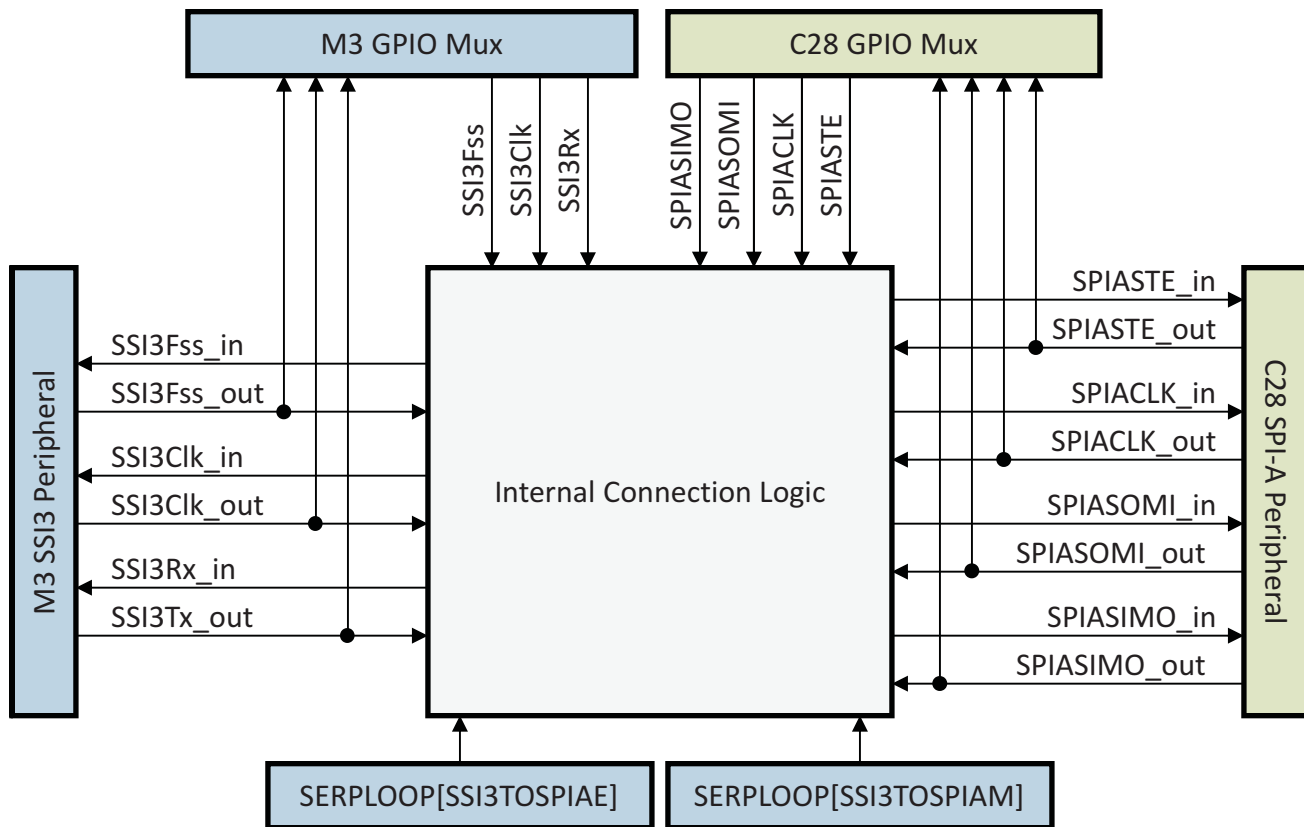 M3 GPIO Mux
C28 GPIO Mux
SSI3Fss
SSI3Clk
SSI3Rx
SPIASIMO
SPIASOMI
SPIACLK
SPIASTE
M3 SSI3 Peripheral
SSI3Fss_in
SSI3Fss_out
SSI3Clk_in
SSI3Clk_out
SSI3Rx_in
SSI3Tx_out
Internal Connection Logic
SPIASTE_in
SPIASTE_out
SPIACLK_in
SPIACLK_out
SPIASOMI_in
SPIASOMI_out
SPIASIMO_in
SPIASIMO_out
C28 SPI-A Peripheral
SERPLOOP[SSI3TOSPIAE]
SERPLOOP[SSI3TOSPIAM]